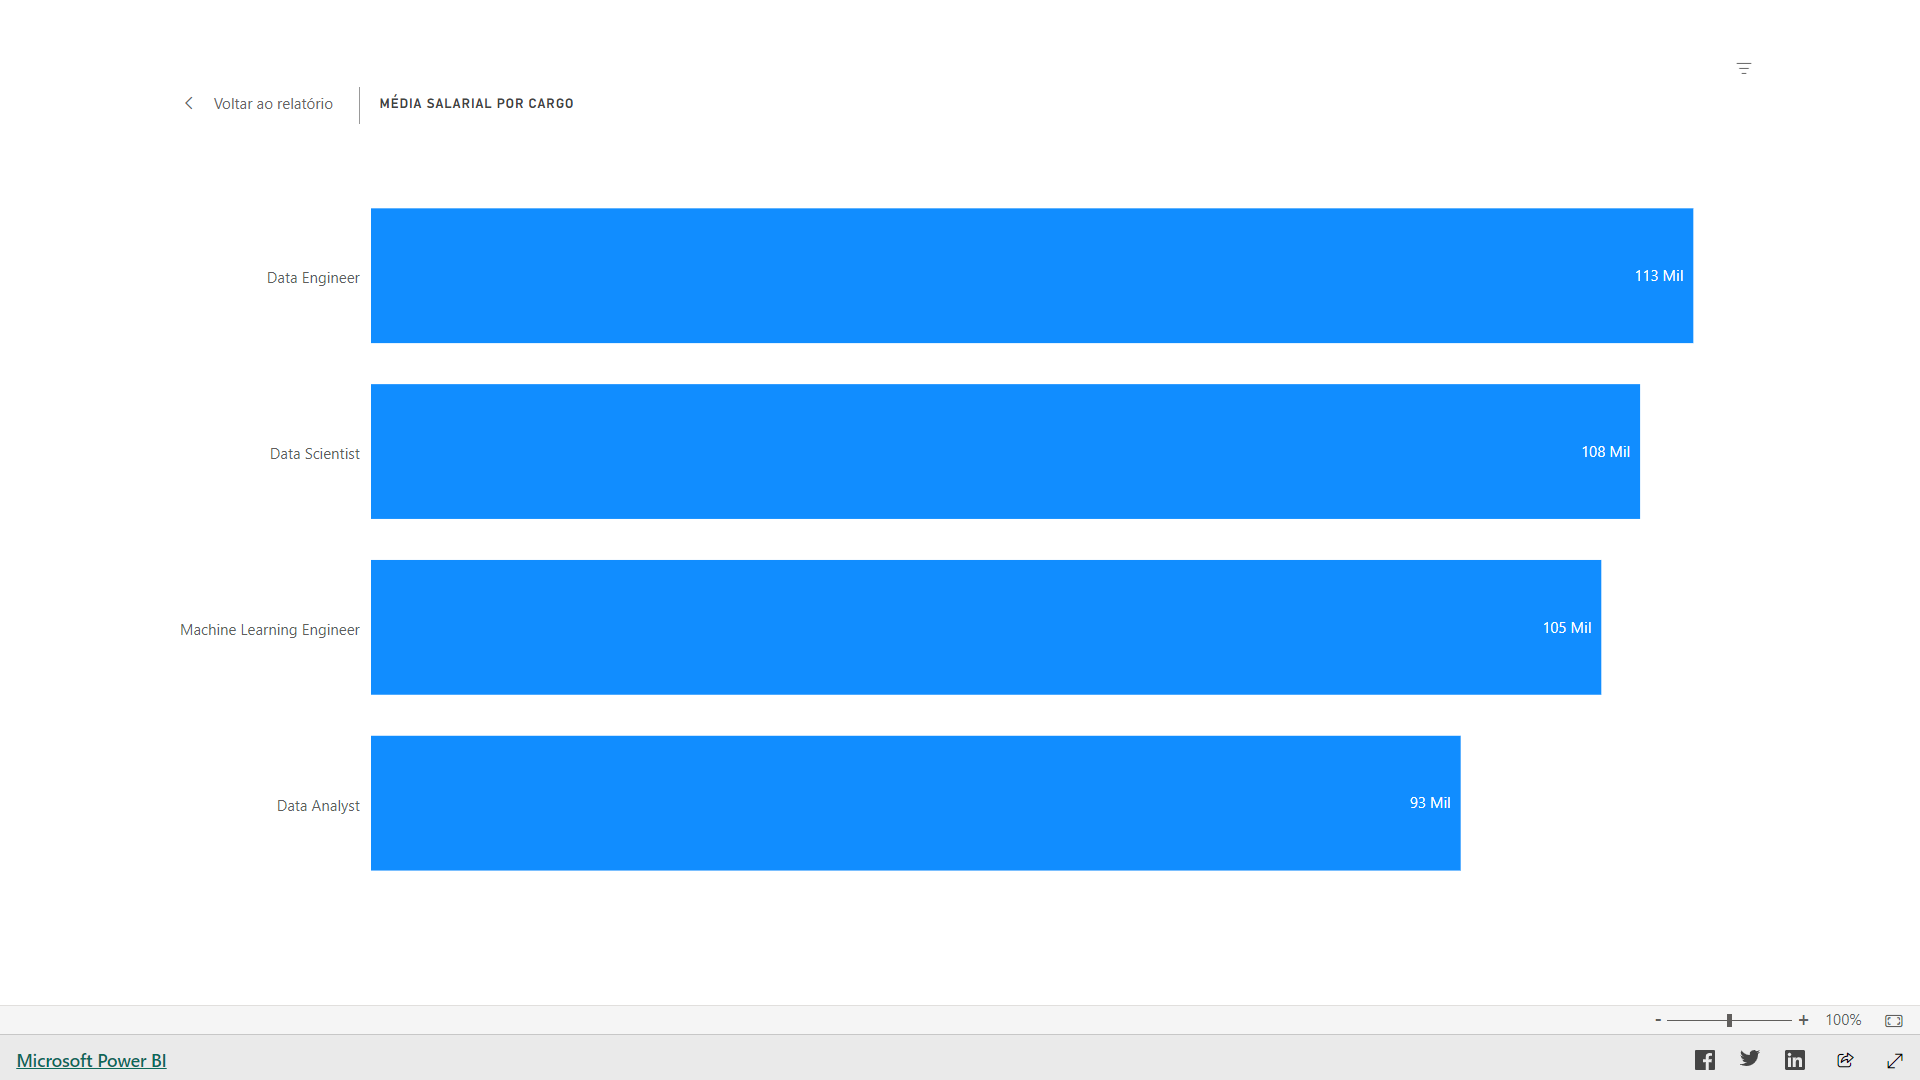 Voltar ao relatório
MÉDIA SALARIAL POR CARGO
Data Engineer
113 Mil
Data Scientist
108 Mil
Machine Learning Engineer
105 Mil
Data Analyst
93 Mil
- + 100%
Microsoft Power BI